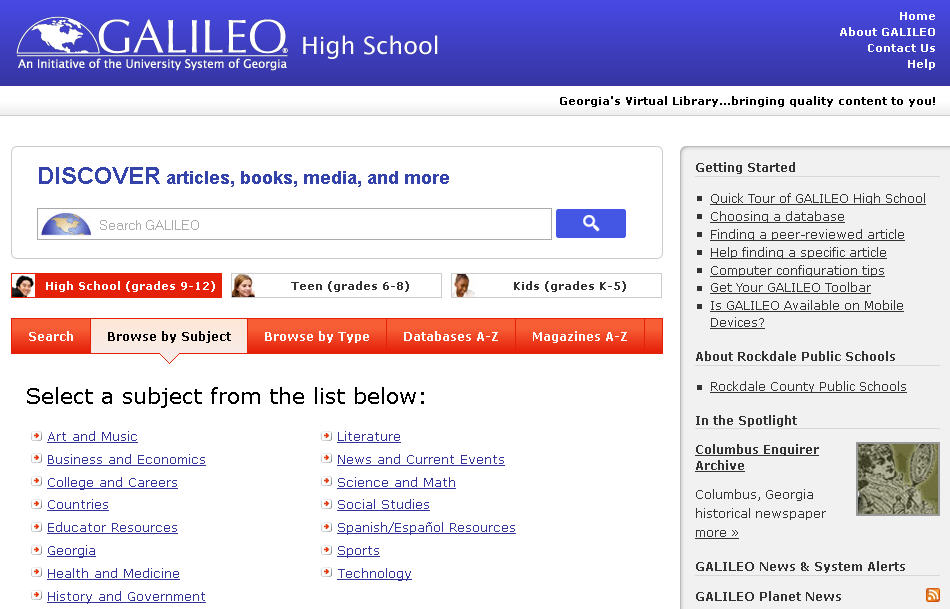 GALILEO® High School
An Initiative of the University System of Georgia
Home
About GALILEO
Contact Us
Help
Georgia's Virtual Library...bringing quality content to you!
DISCOVER articles, books, media, and more
Search GALILEO
High School (grades 9-12)
Teen (grades 6-8)
Kids (grades K-5)
Search
Browse by Subject
Browse by Type
Databases A-Z
Magazines A-Z
Select a subject from the list below:
Art and Music
Business and Economics
College and Careers
Countries
Educator Resources
Georgia
Health and Medicine
History and Government
Literature
News and Current Events
Science and Math
Social Studies
Spanish/Español Resources
Sports
Technology
Getting Started
Quick Tour of GALILEO High School
Choosing a database
Finding a peer-reviewed article
Help finding a specific article
Computer configuration tips
Get Your GALILEO Toolbar
Is GALILEO Available on Mobile
Devices?
About Rockdale Public Schools
Rockdale County Public Schools
In the Spotlight
Columbus Enquirer
Archive
Columbus, Georgia
historical newspaper
more »
GALILEO News & System Alerts
GALILEO Planet News